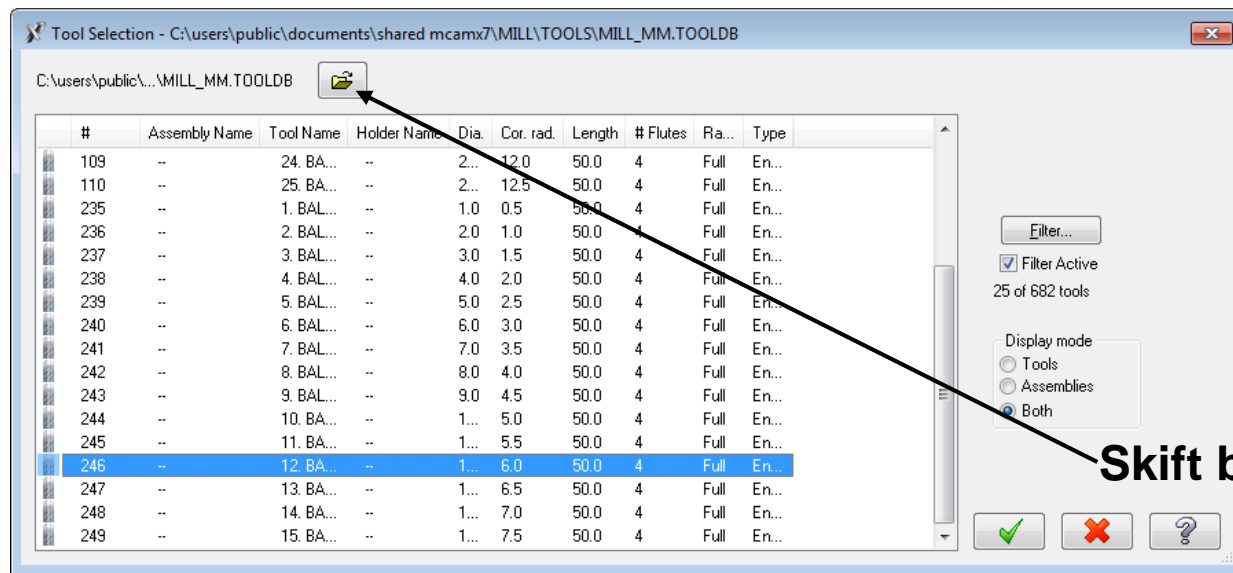 Tool Selection - C:\users\public\documents\shared mcamx7\MILL\TOOLS\MILL_MM.TOOLDB
C:\users\public\...\MILL_MM.TOOLDB
# Assembly Name Tool Name Holder Name Dia. Cor. rad. Length # Flutes Ra... Type
109 -- 24. BA... -- 2... 12.0 50.0 4 Full En...
110 -- 25. BA... -- 2... 12.5 50.0 4 Full En...
235 -- 1. BAL... -- 1.0 0.5 50.0 4 Full En...
236 -- 2. BAL... -- 2.0 1.0 50.0 4 Full En...
237 -- 3. BAL... -- 3.0 1.5 50.0 4 Full En...
238 -- 4. BAL... -- 4.0 2.0 50.0 4 Full En...
239 -- 5. BAL... -- 5.0 2.5 50.0 4 Full En...
240 -- 6. BAL... -- 6.0 3.0 50.0 4 Full En...
241 -- 7. BAL... -- 7.0 3.5 50.0 4 Full En...
242 -- 8. BAL... -- 8.0 4.0 50.0 4 Full En...
243 -- 9. BAL... -- 9.0 4.5 50.0 4 Full En...
244 -- 10. BA... -- 1... 5.0 50.0 4 Full En...
245 -- 11. BA... -- 1... 5.5 50.0 4 Full En...
246 -- 12. BA... -- 1... 6.0 50.0 4 Full En...
247 -- 13. BA... -- 1... 6.5 50.0 4 Full En...
248 -- 14. BA... -- 1... 7.0 50.0 4 Full En...
249 -- 15. BA... -- 1... 7.5 50.0 4 Full En...
Filter...
Filter Active
25 of 682 tools
Display mode
Tools
Assemblies
Both
Skift